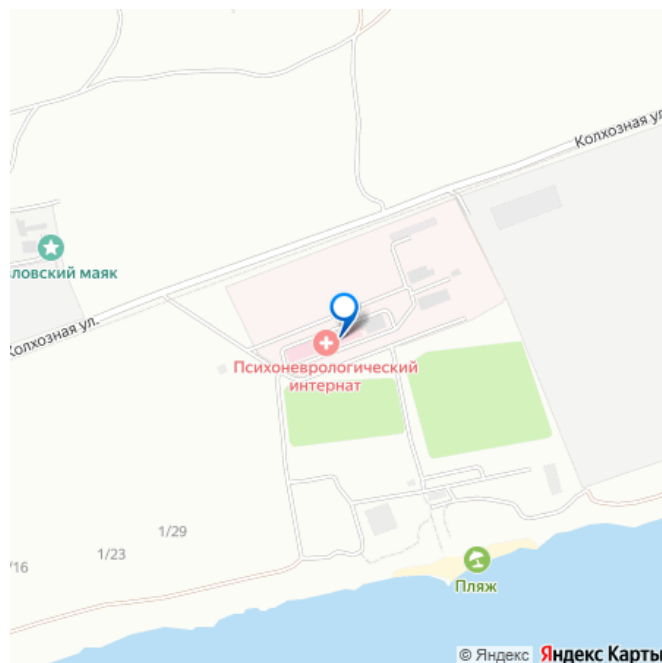 Колхозная ул.
ловский маяк
Колхозная ул.
Психоневрологический
интернат
1/29
1/23
/16
Пляж
© Яндекс Яндекс Карты